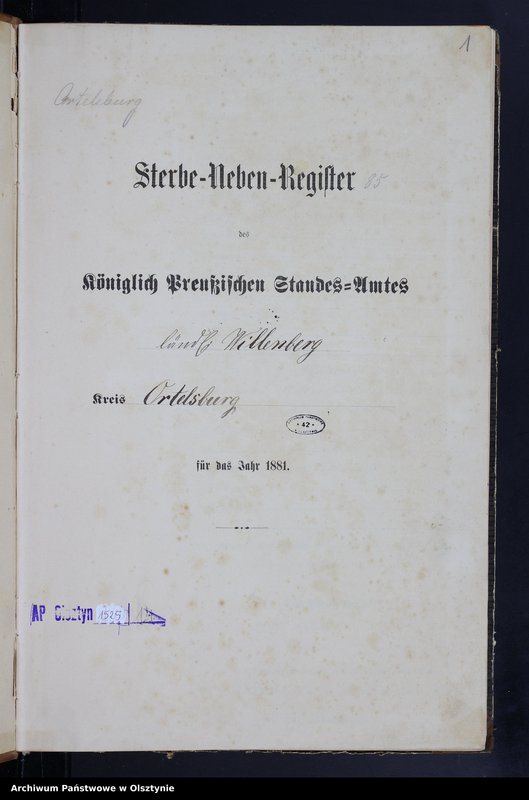 1
Ortelsburg
Sterbe-Neben-Register 85
des
Königlich Preußischen Standes-Amtes
ländl. Willenberg
Kreis Ortelsburg
42
für das Jahr 1881.
AP Olsztyn 1525
Archiwum Państwowe w Olsztynie